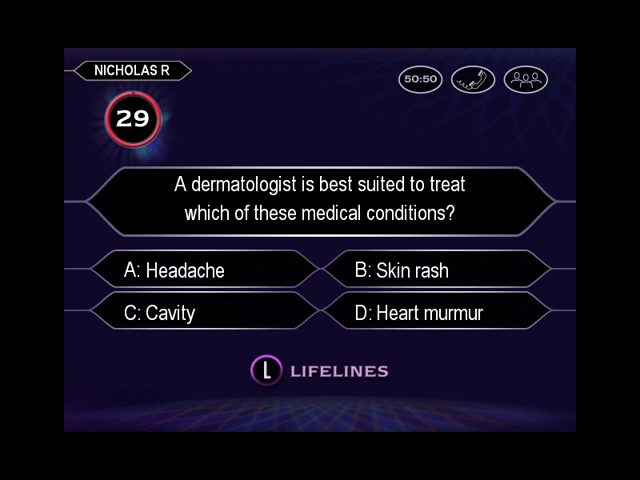 NICHOLAS R
50:50
29
A dermatologist is best suited to treat
which of these medical conditions?
A: Headache
B: Skin rash
C: Cavity
D: Heart murmur
L LIFELINES